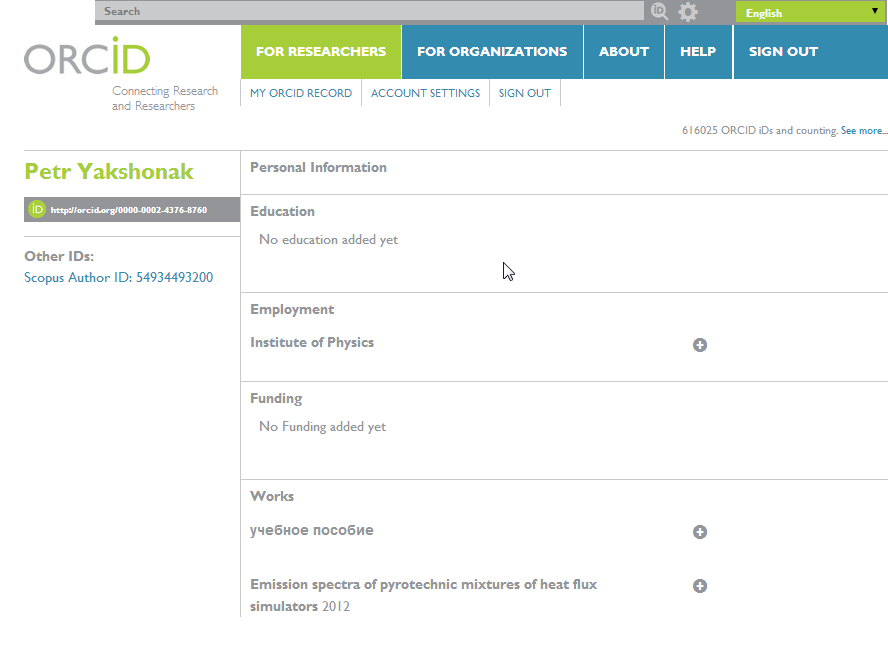 Search
iD
English
ORCiD
Connecting Research
and Researchers
FOR RESEARCHERS
FOR ORGANIZATIONS
ABOUT
HELP
SIGN OUT
MY ORCID RECORD
ACCOUNT SETTINGS
SIGN OUT
616025 ORCID iDs and counting. See more...
Petr Yakshonak
iD http://orcid.org/0000-0002-4376-8760
Other IDs:
Scopus Author ID: 54934493200
Personal Information
Education
No education added yet
Employment
Institute of Physics
Funding
No Funding added yet
Works
учебное пособие
Emission spectra of pyrotechnic mixtures of heat flux
simulators 2012